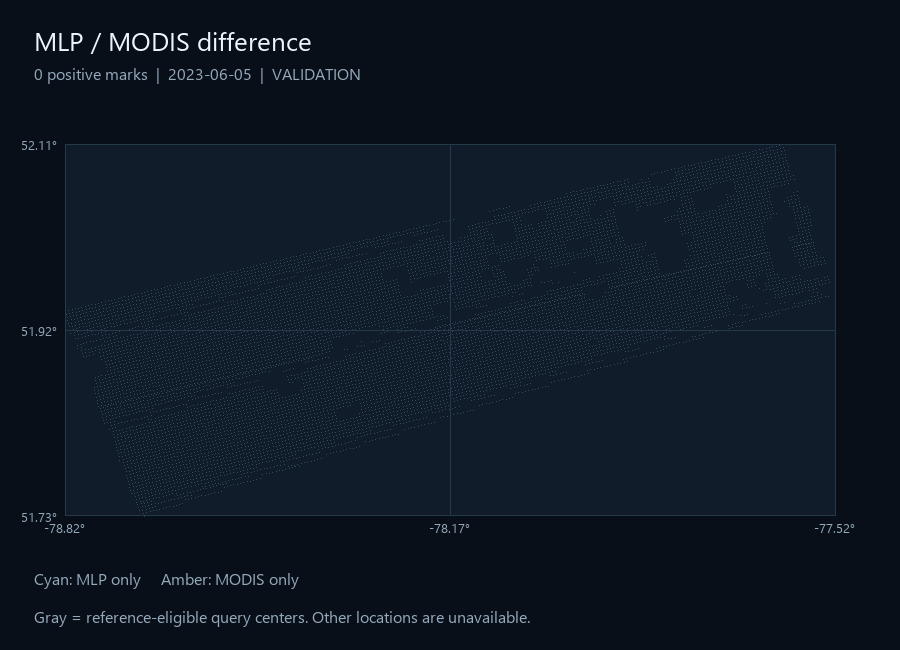 MLP / MODIS difference
0 positive marks | 2023-06-05 | VALIDATION
52.11°
51.92°
51.73°
-78.82° -78.17° -77.52°
Cyan: MLP only Amber: MODIS only
Gray = reference-eligible query centers. Other locations are unavailable.